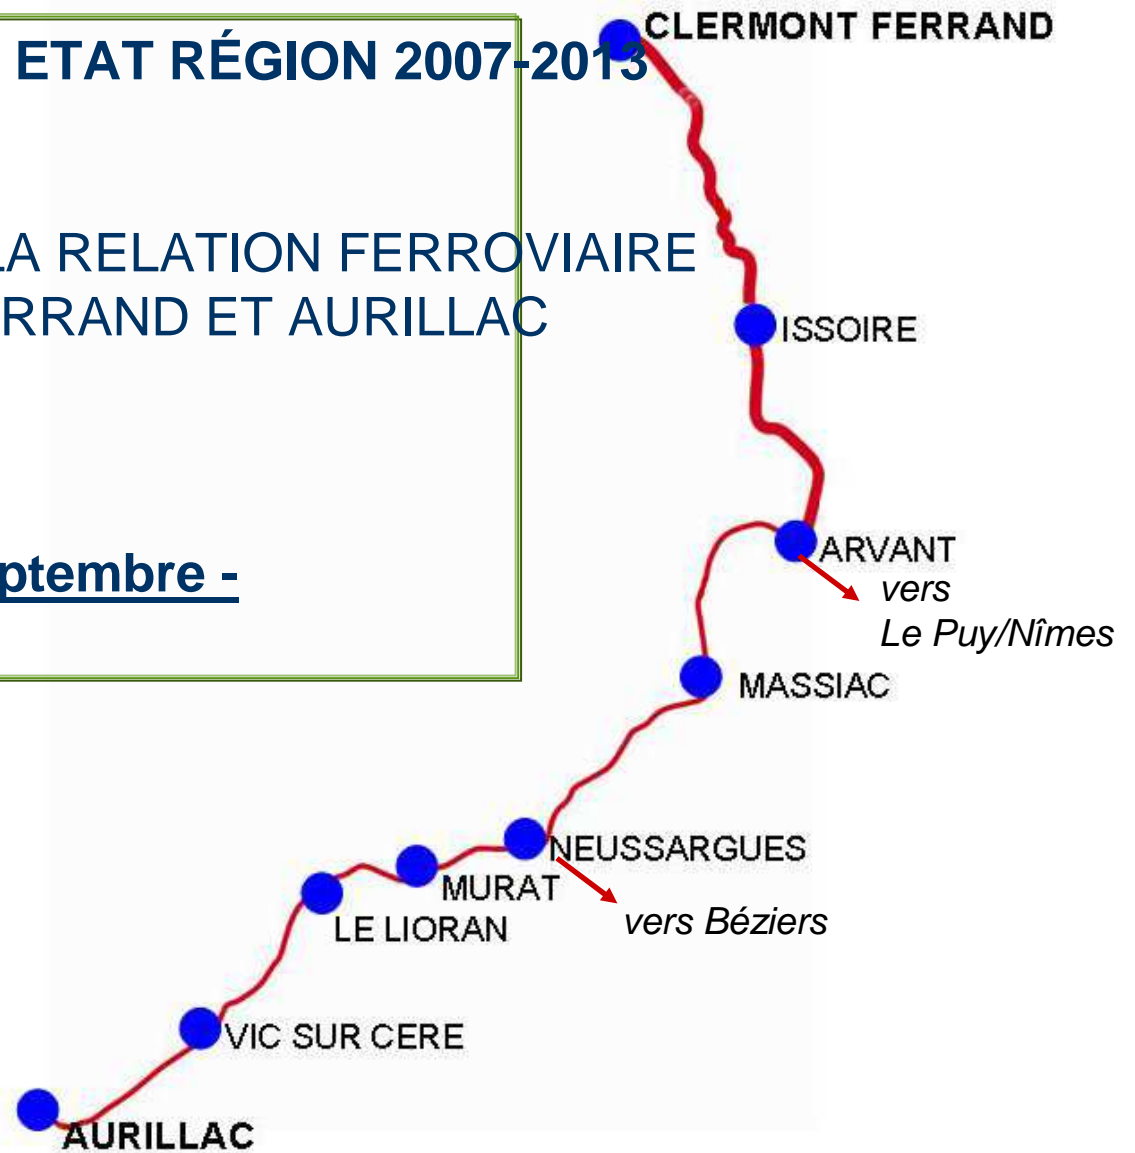 CLERMONT FERRAND
ETAT RÉGION 2007-2013
LA RELATION FERROVIAIRE
RRAND ET AURILLAC
ISSOIRE
ptembre -
ARVANT
vers
Le Puy/Nîmes
MASSIAC
NEUSSARGUES
MURAT
vers Béziers
LE LIORAN
VIC SUR CERE
AURILLAC